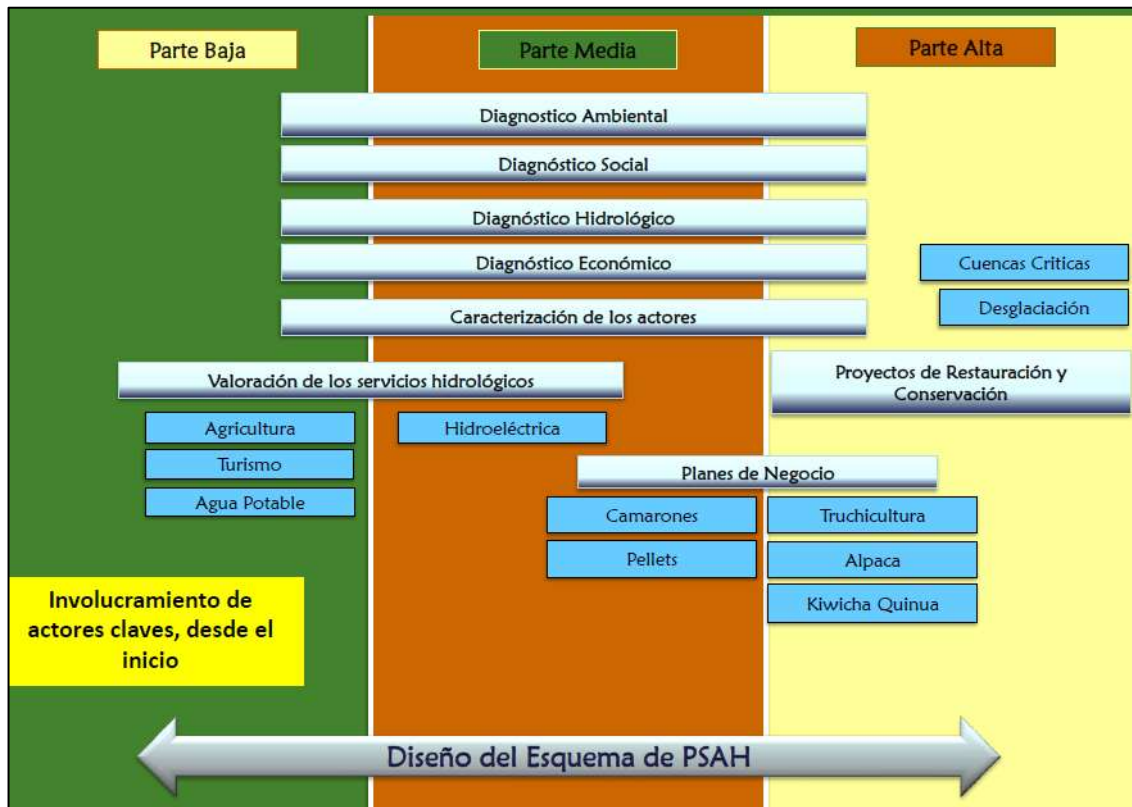 Parte Baja
Parte Media
Parte Alta
Diagnostico Ambiental
Diagnóstico Social
Diagnóstico Hidrológico
Diagnóstico Económico
Caracterización de los actores
Cuencas Criticas
Desglaciación
Valoración de los servicios hidrológicos
Proyectos de Restauración y
Conservación
Agricultura
Turismo
Agua Potable
Hidroeléctrica
Planes de Negocio
Camarones
Pellets
Truchicultura
Alpaca
Kiwicha Quinua
Involucramiento de
actores claves, desde el
inicio
Diseño del Esquema de PSAH